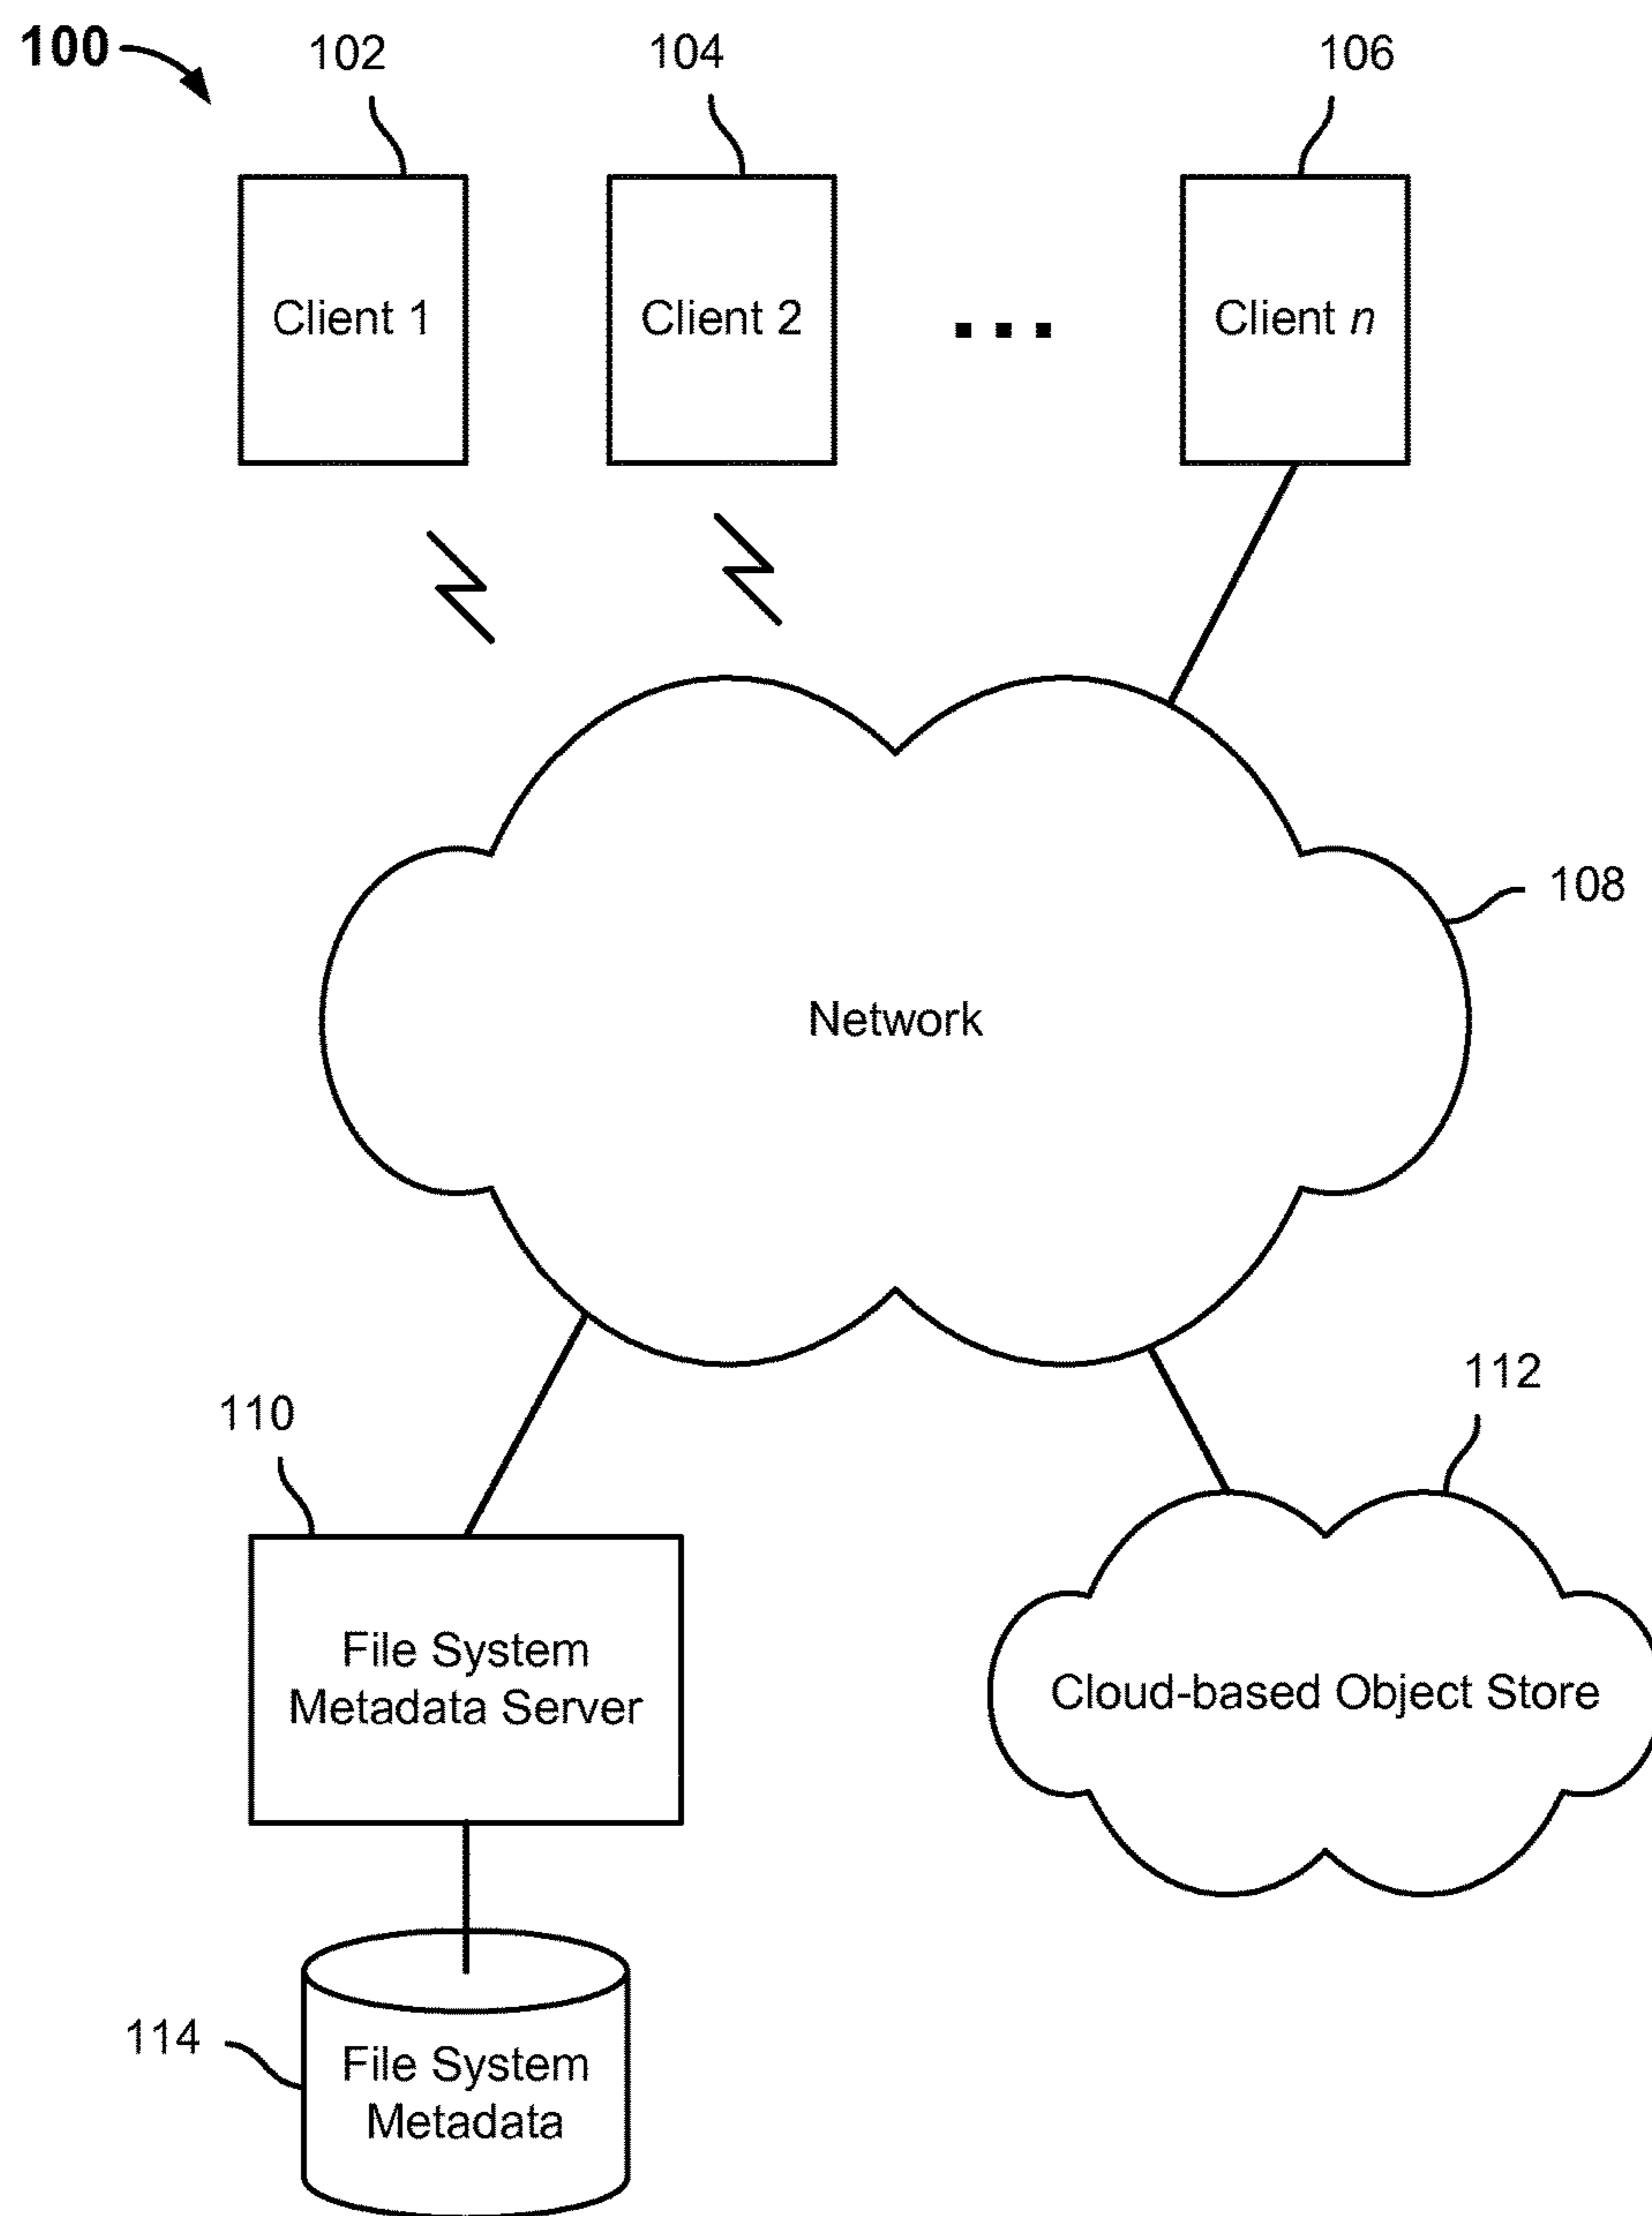 100
102
104
106
Client 1
Client 2
Client n
108
Network
112
110
File System
Metadata Server
Cloud-based Object Store
114
File System
Metadata